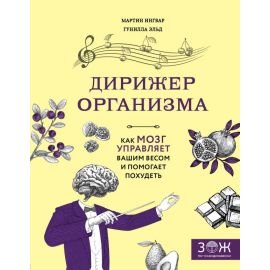 МАРТИН ИНГВАР
ГУНИЛЛА ЭЛЬД
ДИРИЖЕР
ОРГАНИЗМА
КАК МОЗГ
УПРАВЛЯЕТ
ВАШИМ ВЕСОМ
И ПОМОГАЕТ
ПОХУДЕТЬ
ЗОЖ